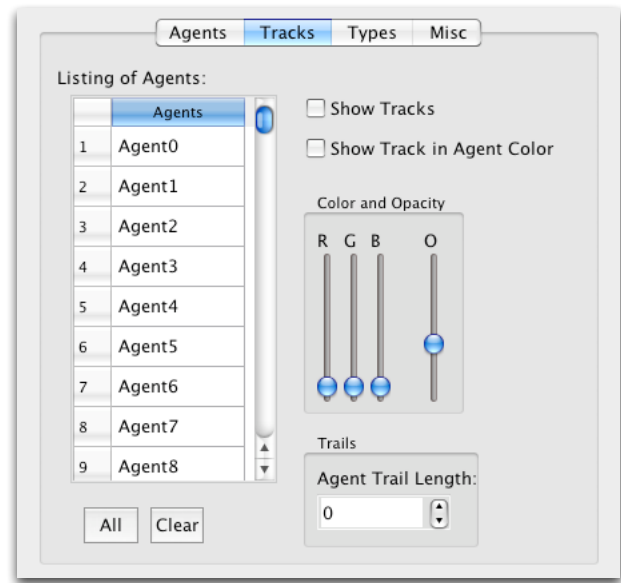 Agents Tracks Types Misc
Listing of Agents:
Agents
1 Agent0
2 Agent1
3 Agent2
4 Agent3
5 Agent4
6 Agent5
7 Agent6
8 Agent7
9 Agent8
All Clear
Show Tracks
Show Track in Agent Color
Color and Opacity
R G B O
Trails
Agent Trail Length:
0